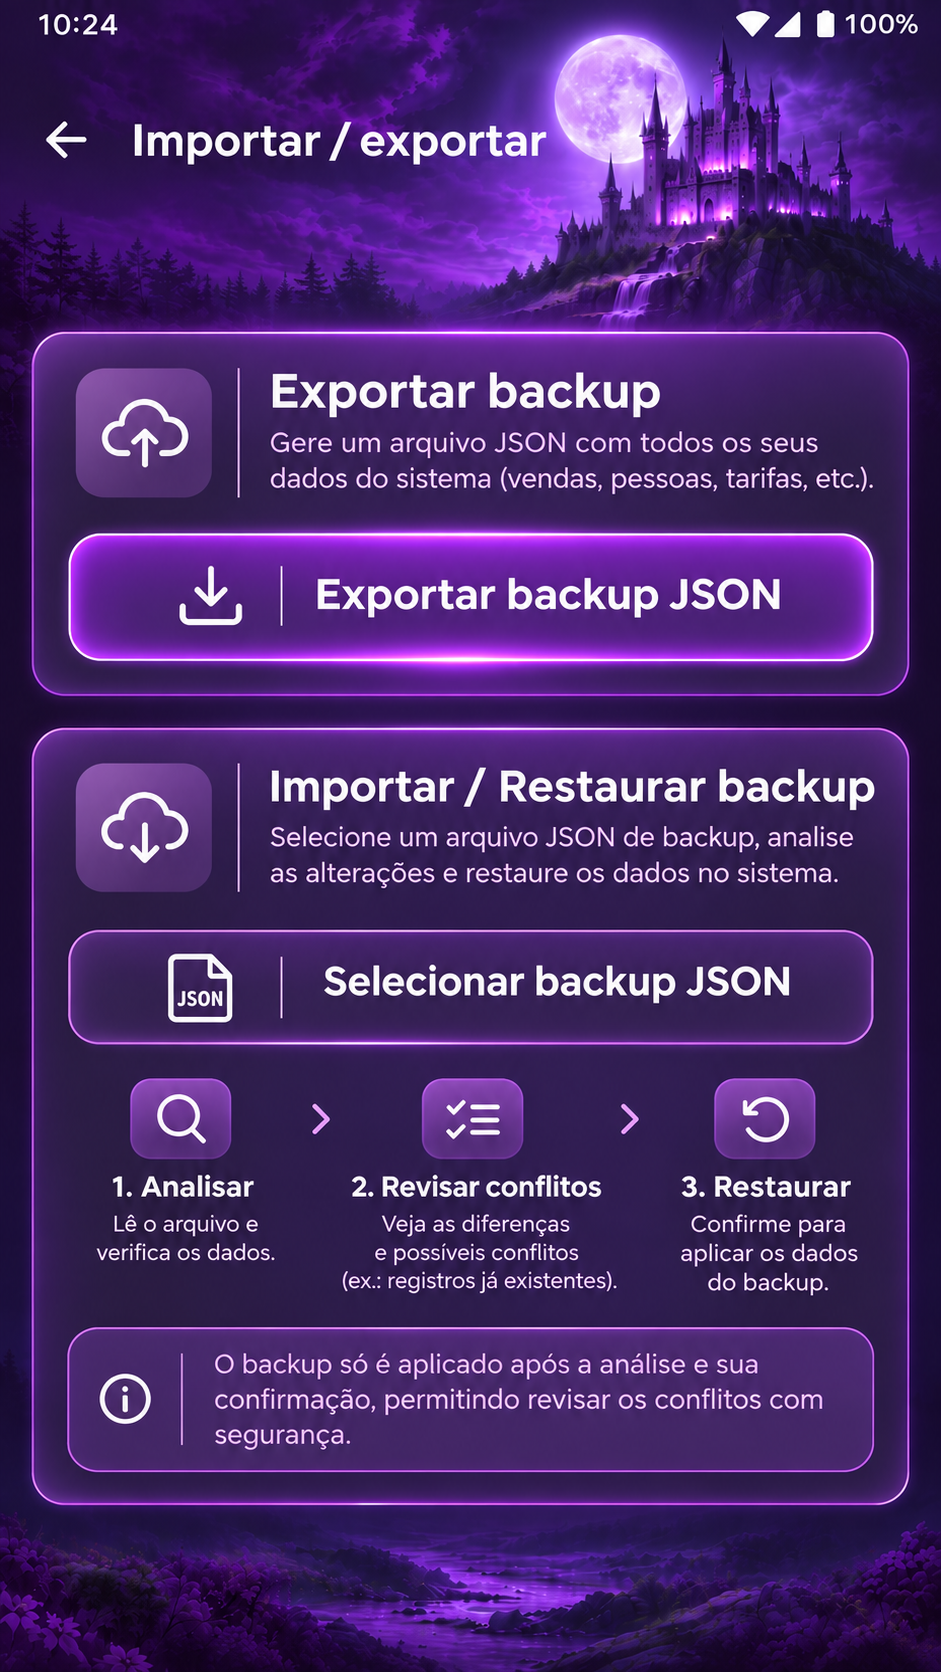 10:24
100%
Importar / exportar
Exportar backup
Gere um arquivo JSON com todos os seus
dados do sistema (vendas, pessoas, tarifas, etc.).
Exportar backup JSON
Importar / Restaurar backup
Selecione um arquivo JSON de backup, analise
as alterações e restaure os dados no sistema.
JSON
Selecionar backup JSON
1. Analisar
Lê o arquivo e
verifica os dados.
2. Revisar conflitos
Veja as diferenças
e possíveis conflitos
(ex.: registros já existentes).
3. Restaurar
Confirme para
aplicar os dados
do backup.
O backup só é aplicado após a análise e sua
confirmação, permitindo revisar os conflitos com
segurança.